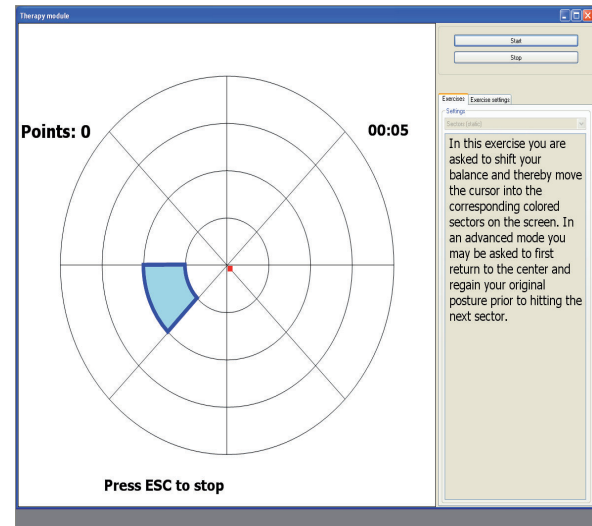 Therapy module
Start
Stop
Points: 0
00:05
Exercises Exercise settings
Settings
Sectors (static)
In this exercise you are
asked to shift your
balance and thereby move
the cursor into the
corresponding colored
sectors on the screen. In
an advanced mode you
may be asked to first
return to the center and
regain your original
posture prior to hitting the
next sector.
Press ESC to stop